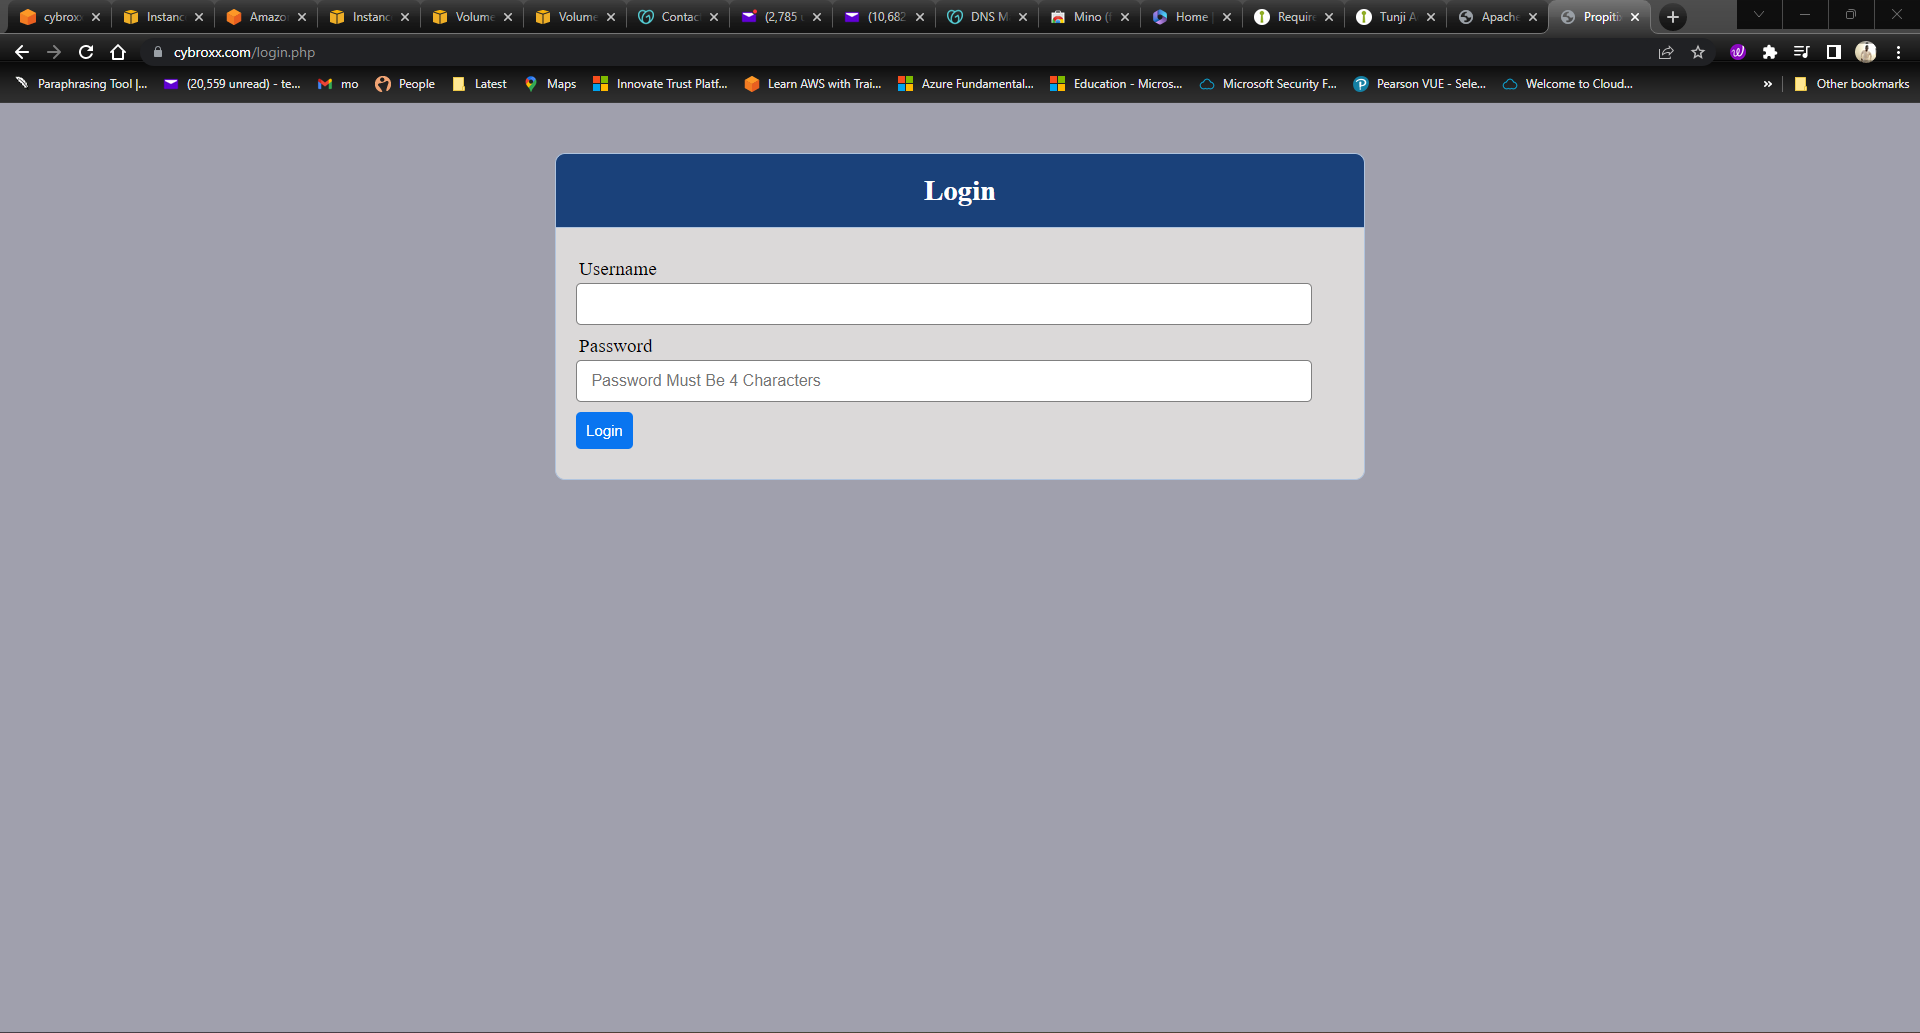 cybrox
Instanc
Amazo
Instanc
Volume
Volume
Contac
(2,785
(10,682
DNS M
Mino (
Home
Require
Tunji A
Apache
Propiti
cybroxx.com/login.php
Paraphrasing Tool |...
(20,559 unread) - te...
mo
People
Latest
Maps
Innovate Trust Platf...
Learn AWS with Trai...
Azure Fundamental...
Education - Micros...
Microsoft Security F...
Pearson VUE - Sele...
Welcome to Cloud...
»
Other bookmarks
Login
Username
Password
Password Must Be 4 Characters
Login